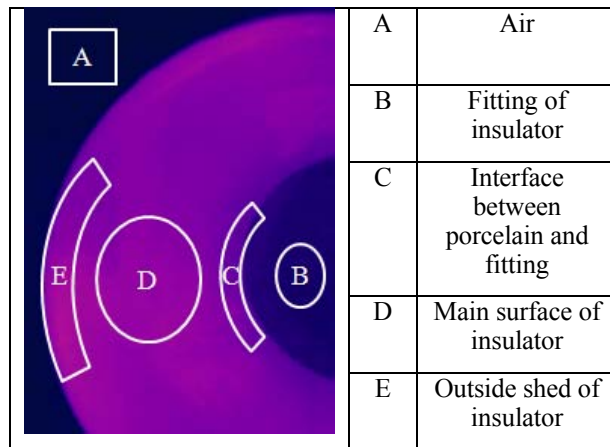 A
E
D
C
B
A
Air
B
Fitting of
insulator
C
Interface
between
porcelain and
fitting
D
Main surface of
insulator
E
Outside shed of
insulator